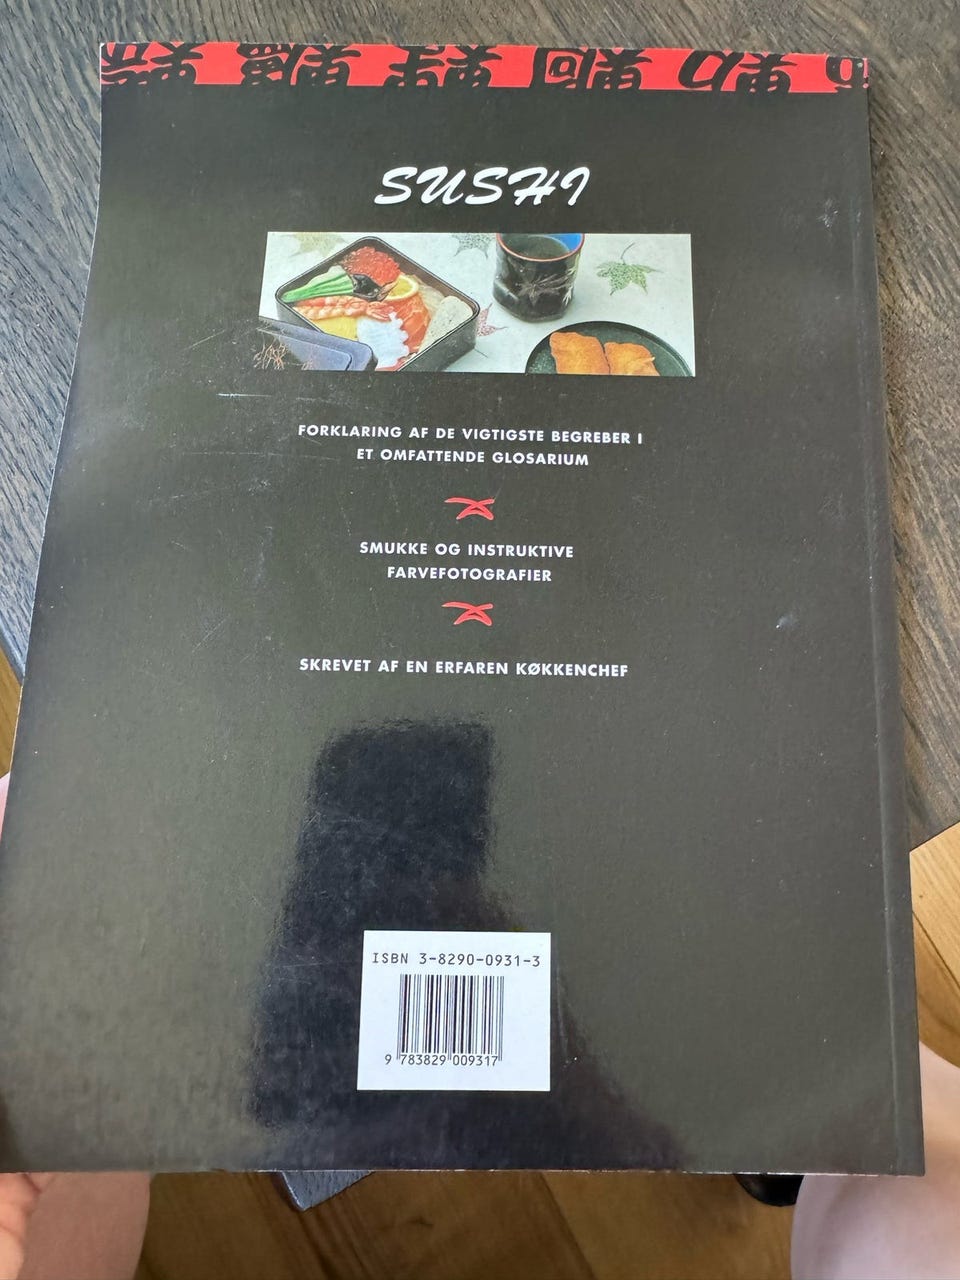 SUSHI
FORKLARING AF DE VIGTIGSTE BEGREBER I
ET OMFATTENDE GLOSARIUM
SMUKKE OG INSTRUKTIVE
FARVEFOTOGRAFIER
SKREVET AF EN ERFAREN KØKKENCHEF
ISBN 3-8290-0931-3
9 783829 009317